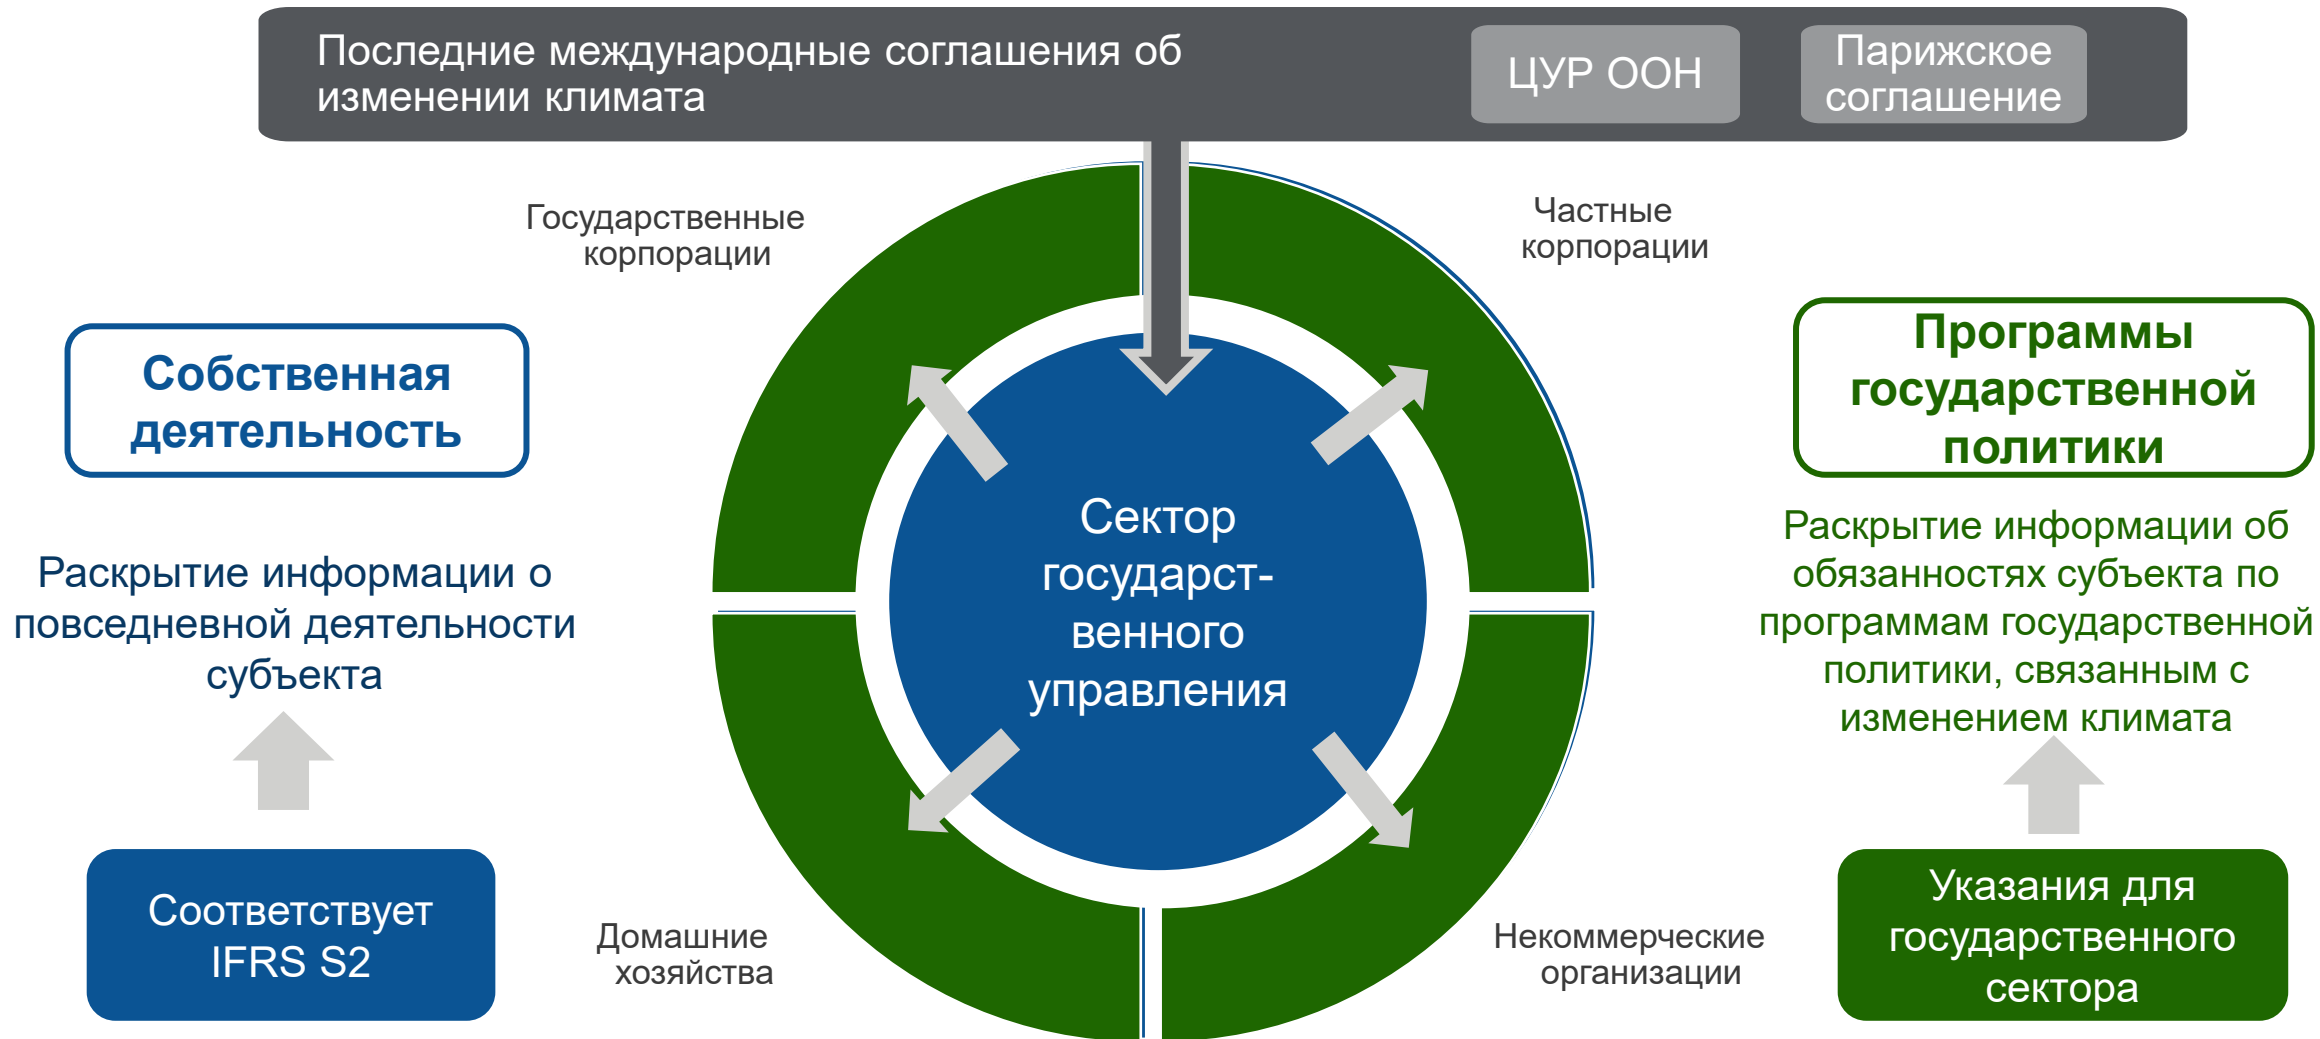 Последние международные соглашения об
изменении климата
ЦУР ООН
Парижское
соглашение
Государственные
корпорации
Частные
корпорации
Собственная
деятельность
Раскрытие информации о
повседневной деятельности
субъекта
Соответствует
IFRS S2
Сектор
государст-
венного
управления
Домашние
хозяйства
Некоммерческие
организации
Программы
государственной
политики
Раскрытие информации об
обязанностях субъекта по
программам государственной
политики, связанным с
изменением климата
Указания для
государственного
сектора